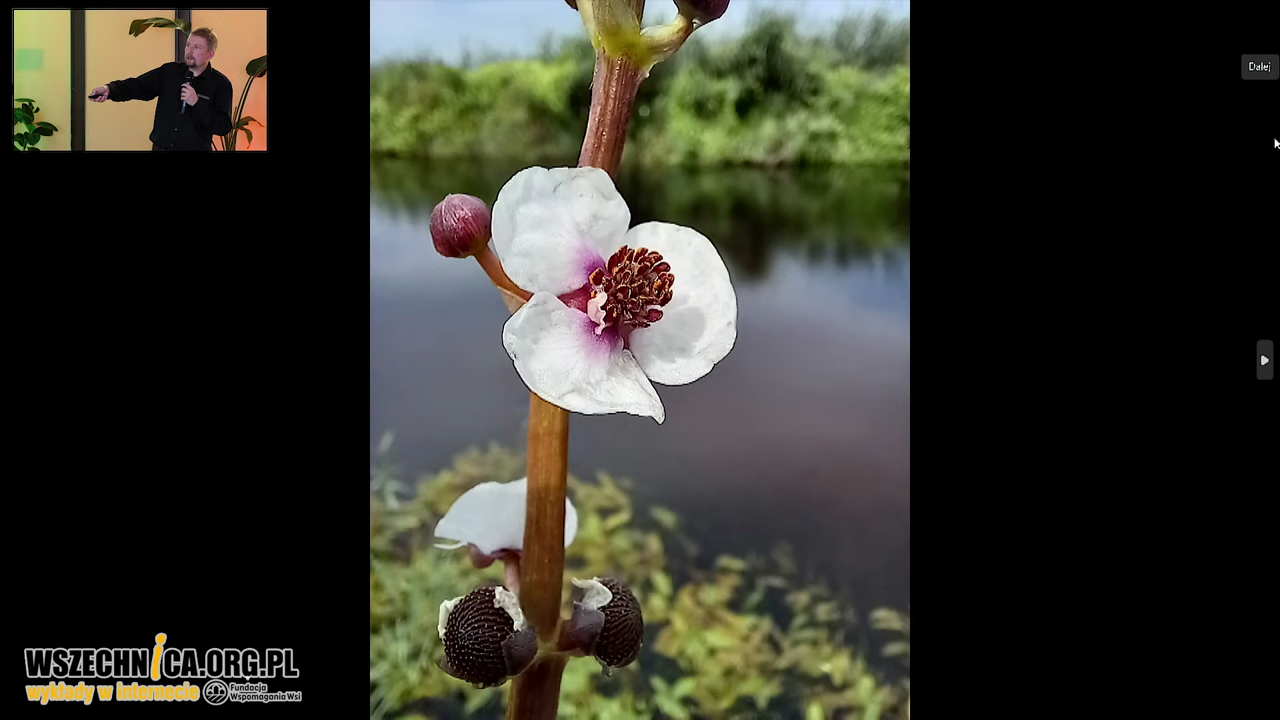 Dalej
WSZECHNICA.ORG.PL
wykłady w internecie
Fundacja
Wspomagania Wsi